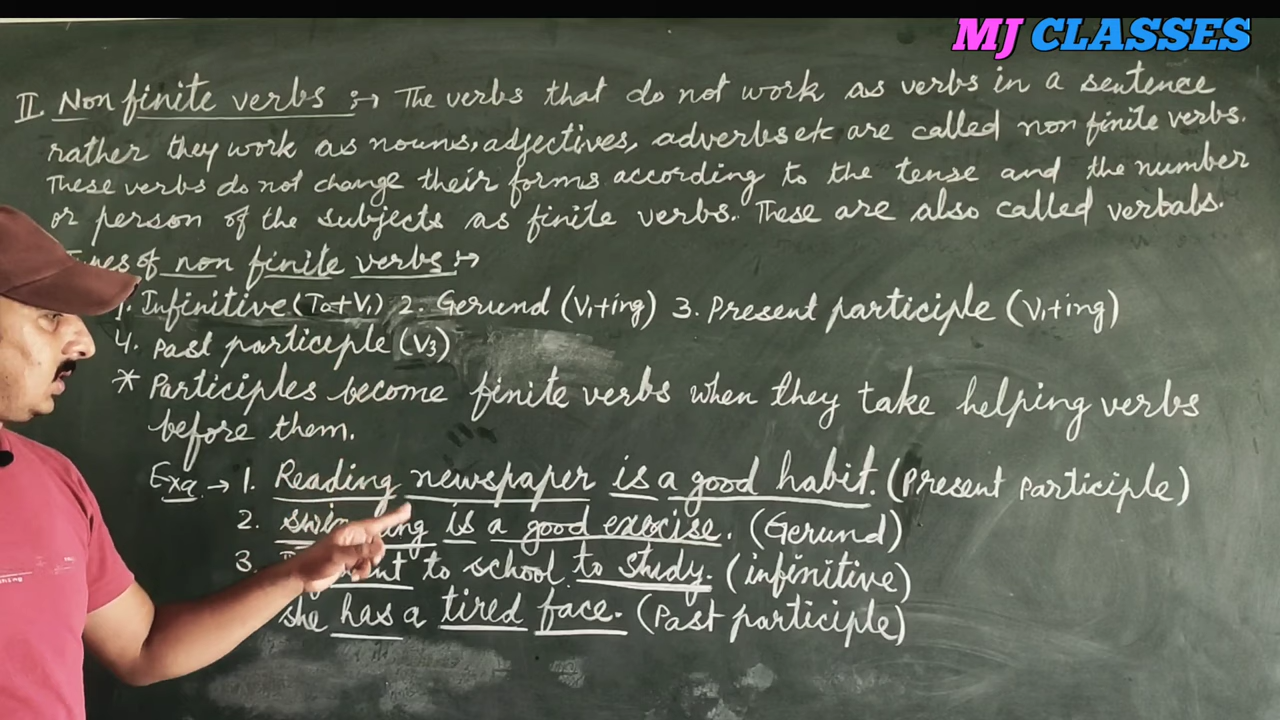 MJ CLASSES
II. Non finite verbs :→ The verbs that do not work as verbs in a sentence
rather they work as nouns, adjectives, adverbs etc are called non finite verbs.
These verbs do not change their forms according to the tense and the number
or person of the subjects as finite verbs. These are also called verbals.
of non finite verbs :→
1. Infinitive (To+V1) 2. Gerund (V1+ing) 3. Present participle (V1+ing)
4. Past participle (V3)
* Participles become finite verbs when they take helping verbs
before them.
Exa → 1. Reading newspaper is a good habit. (Present Participle)
2. is a good exercise. (Gerund)
3. to school to study. (infinitive)
she has a tired face. (Past participle)